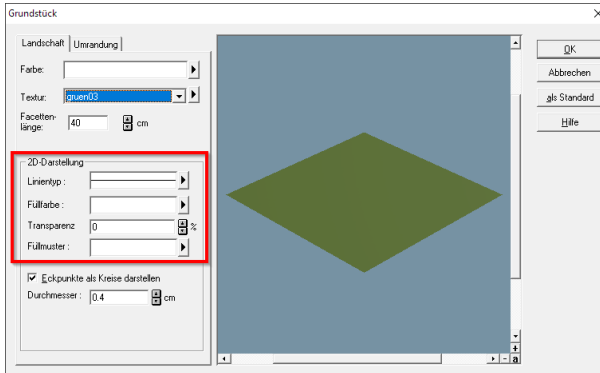 Grundstück
Landschaft Umrandung
Farbe:
Textur: gruen03
Facetten-
länge: 40 cm
2D-Darstellung
Linientyp :
Füllfarbe :
Transparenz 0 %
Füllmuster :
Eckpunkte als Kreise darstellen
Durchmesser : 0.4 cm
OK
Abbrechen
als Standard
Hilfe
a